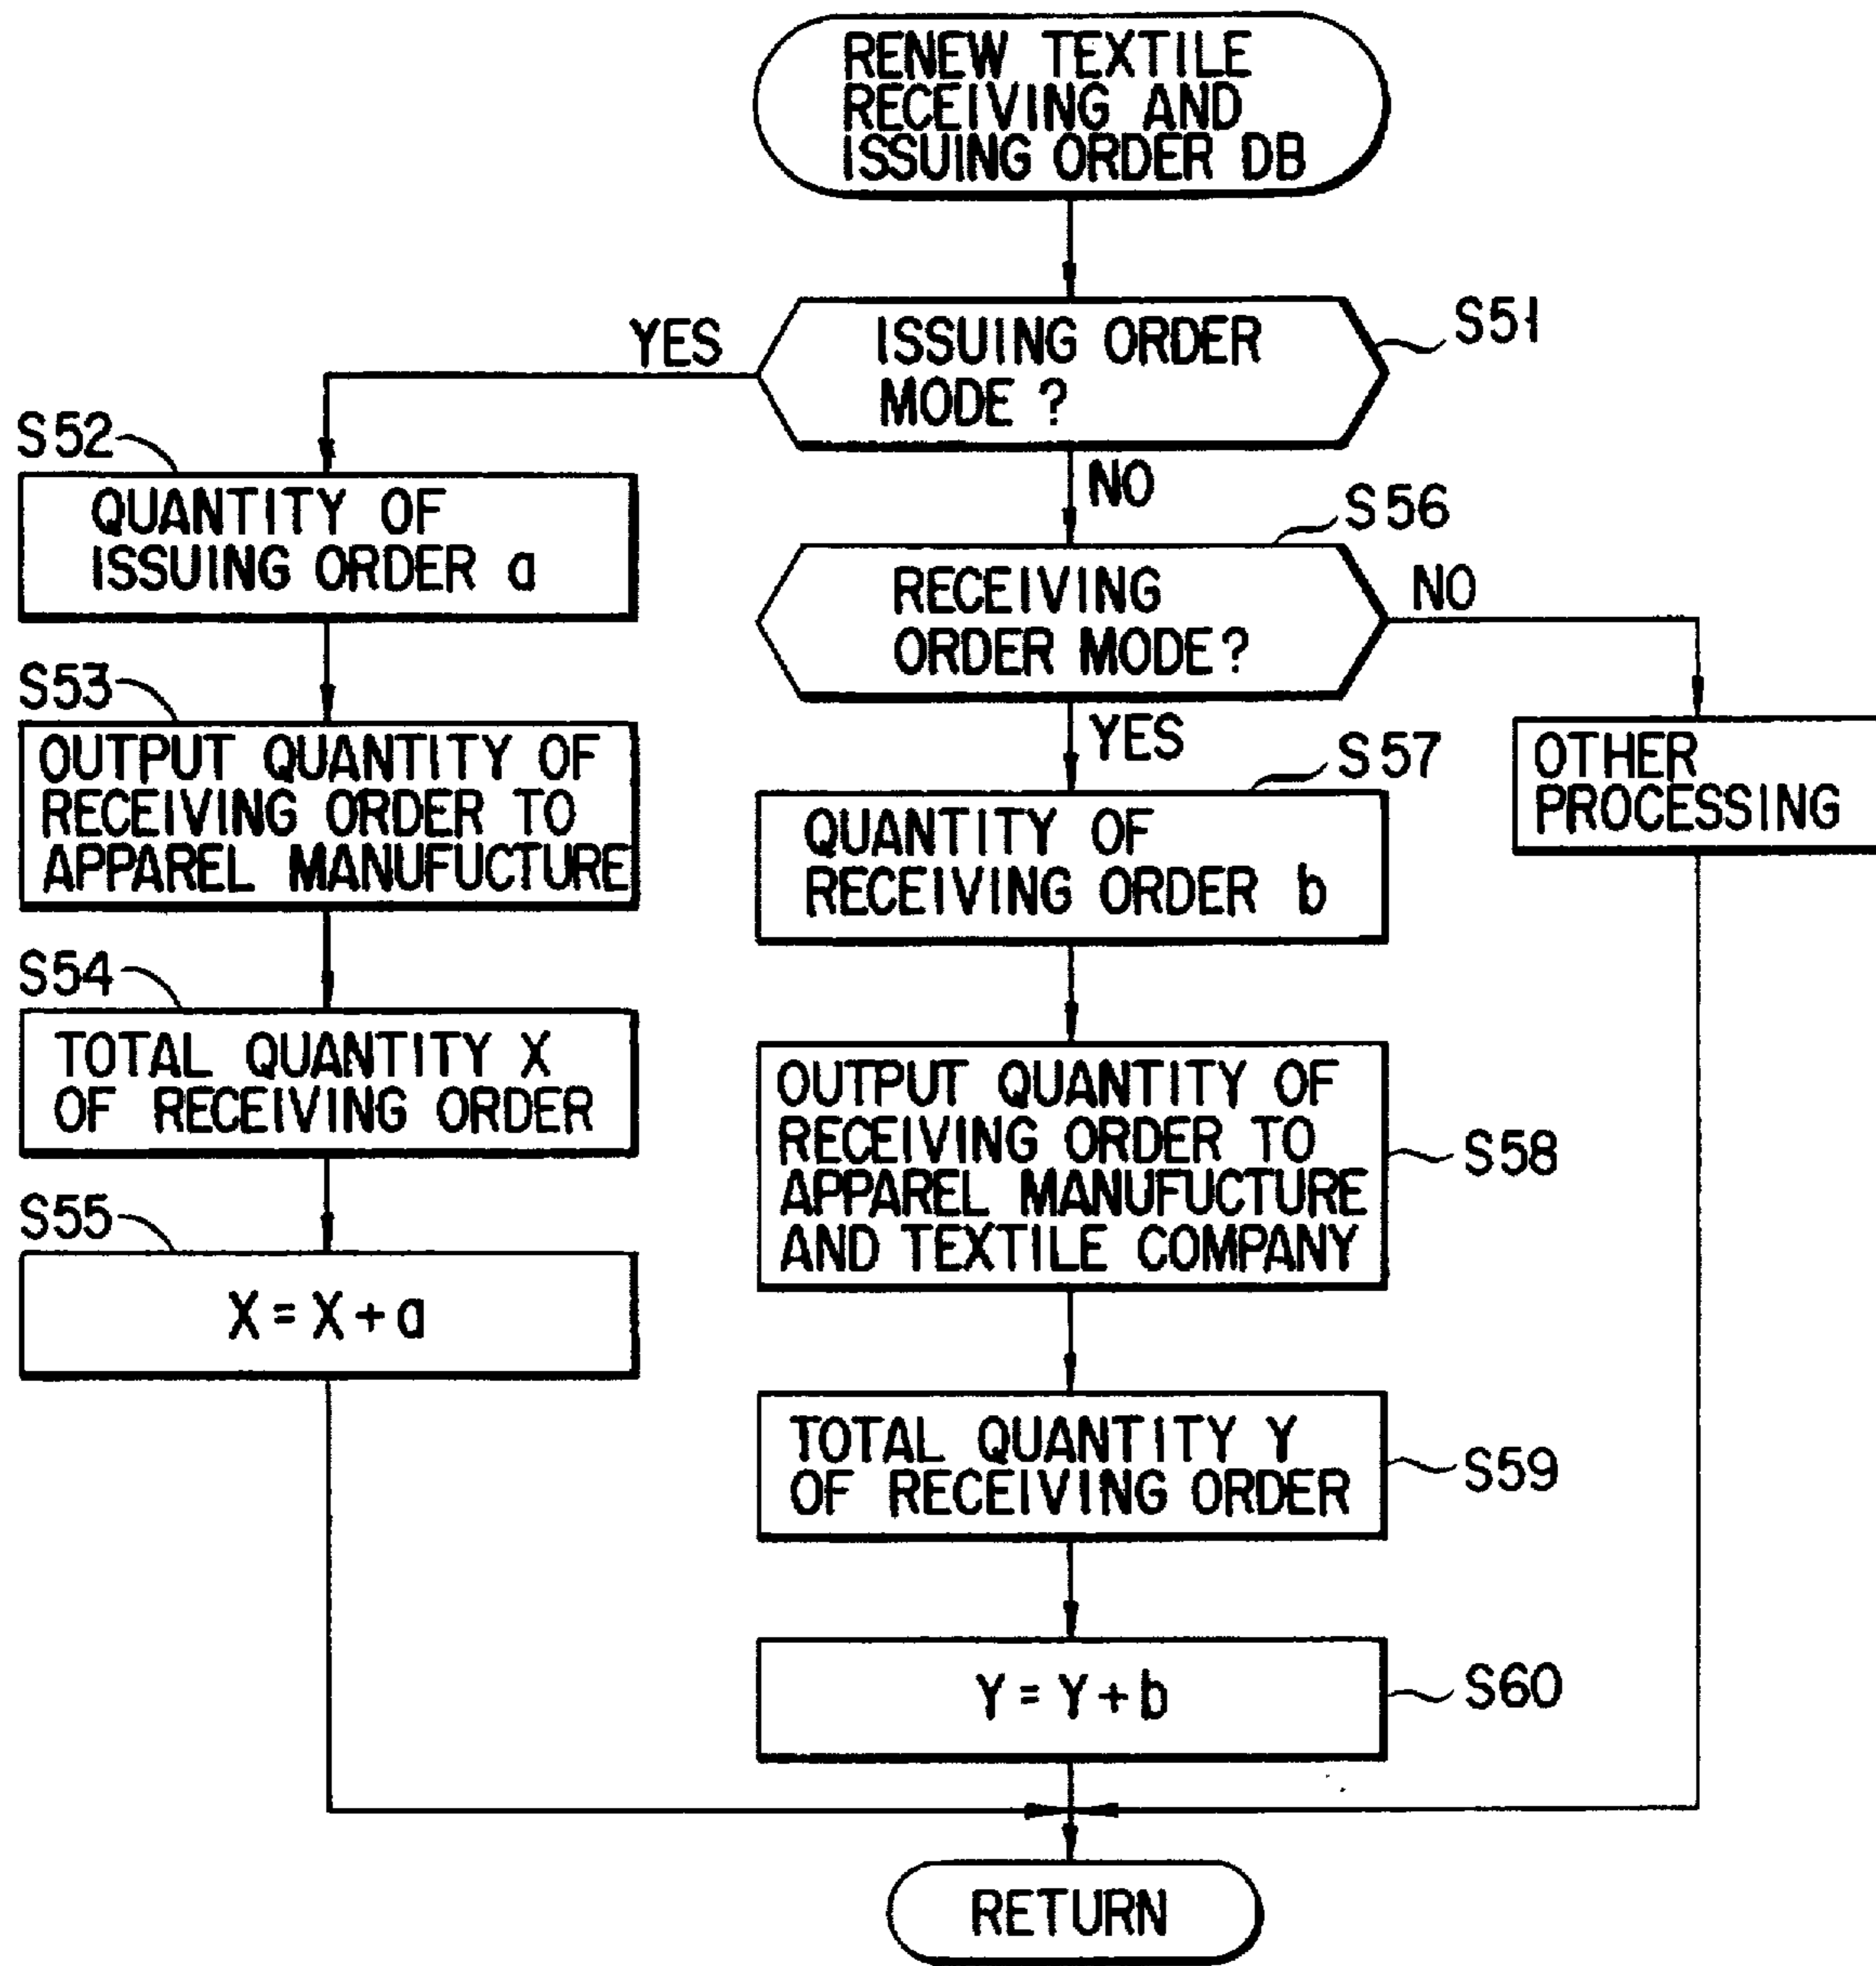 RENEW TEXTILE
RECEIVING AND
ISSUING ORDER DB
YES
ISSUING ORDER
MODE ?
S51
NO
S52
QUANTITY OF
ISSUING ORDER a
S53
OUTPUT QUANTITY OF
RECEIVING ORDER TO
APPAREL MANUFUCTURE
S54
TOTAL QUANTITY X
OF RECEIVING ORDER
S55
X = X + a
S56
RECEIVING
ORDER MODE ?
NO
YES
OTHER
PROCESSING
S57
QUANTITY OF
RECEIVING ORDER b
OUTPUT QUANTITY OF
RECEIVING ORDER TO
APPAREL MANUFUCTURE
AND TEXTILE COMPANY
S58
TOTAL QUANTITY Y
OF RECEIVING ORDER
S59
Y = Y + b
S60
RETURN